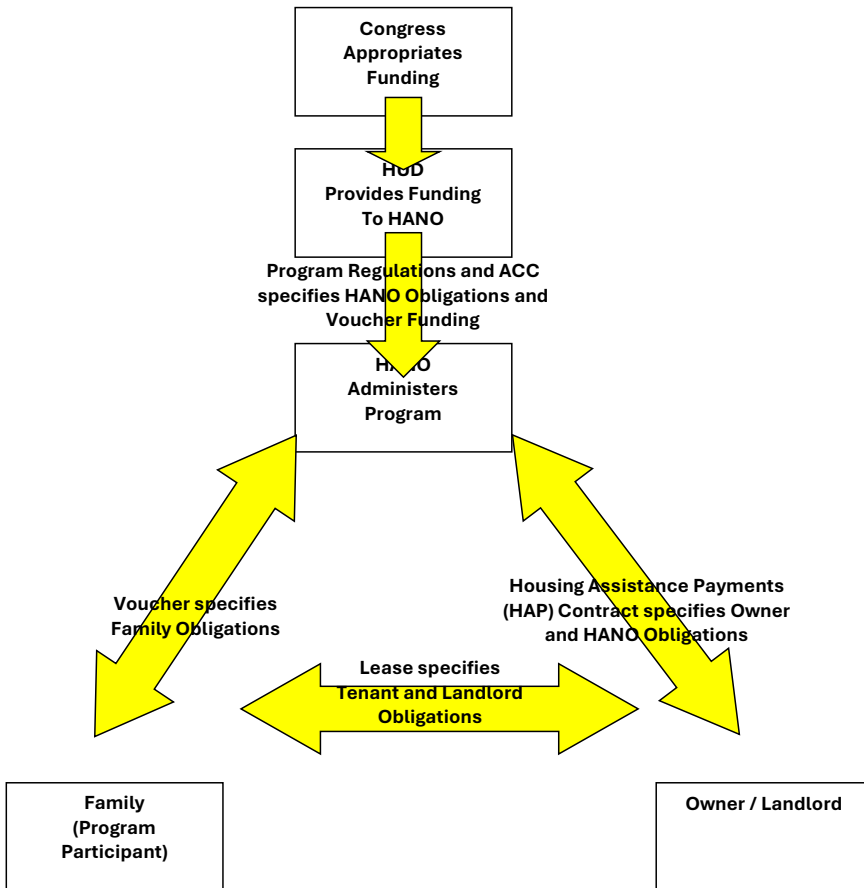 Congress
Appropriates
Funding
HUD
Provides Funding
To HANO
Program Regulations and ACC
specifies HANO Obligations and
Voucher Funding
HANO
Administers
Program
Housing Assistance Payments
(HAP) Contract specifies Owner
and HANO Obligations
Voucher specifies
Family Obligations
Lease specifies
Tenant and Landlord
Obligations
Family
(Program
Participant)
Owner / Landlord